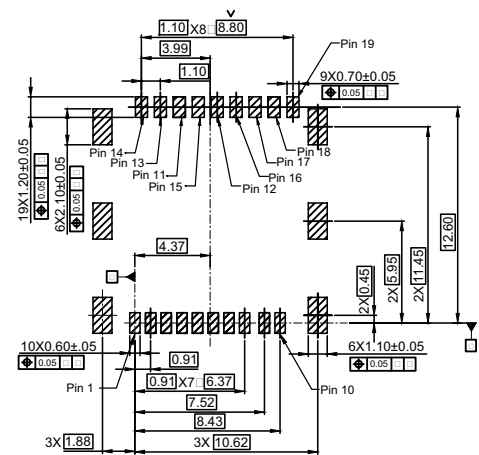 1.10 X8□ 8.80
3.99
Pin 19
1.10
9X0.70±0.05
0.05 □ □
Pin 14
Pin 13
Pin 11
Pin 15
Pin 18
Pin 17
Pin 16
Pin 12
19X1.20±0.05
0.05 □ □
6X2.10±0.05
0.05 □ □
4.37
12.60
2X 11.45
2X 5.95
2X 0.45
10X0.60±.05
0.05 □ □
0.91
6X1.10±0.05
0.05 □ □
Pin 1
0.91 X7□ 6.37
Pin 10
7.52
8.43
3X 1.88
3X 10.62